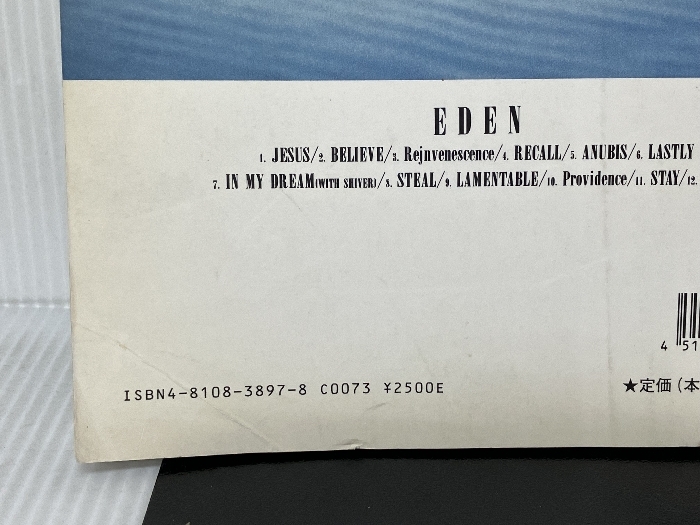 EDEN
1. JESUS/2. BELIEVE/3. Rejnvenescence/4. RECALL/5. ANUBIS/6. LASTLY
7. IN MY DREAM(WITH SHIVER)/8. STEAL/9. LAMENTABLE/10. Providence/11. STAY/12.
4 51
ISBN4-8108-3897-8 C0073 ¥2500E
★定価(本